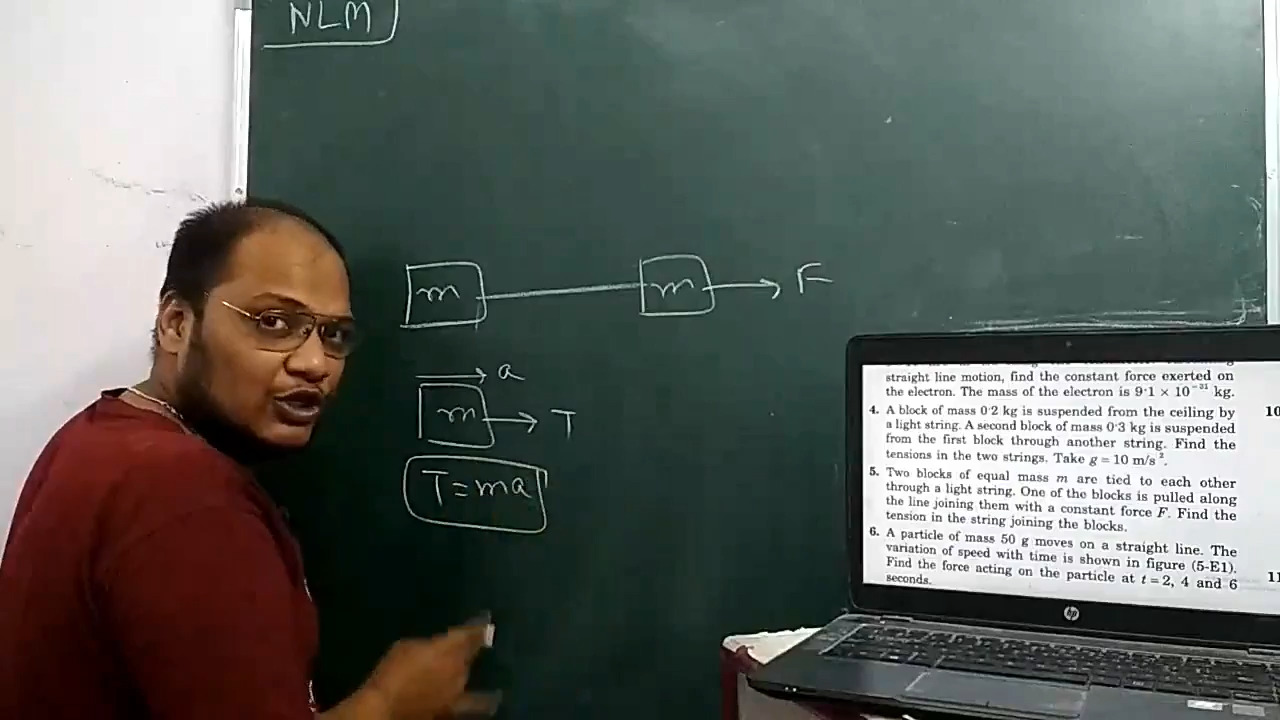 NLM
m
m
F
a
m
T
T=ma
straight line motion, find the constant force exerted on
the electron. The mass of the electron is 9·1 × 10⁻³¹ kg.
4. A block of mass 0·2 kg is suspended from the ceiling by
a light string. A second block of mass 0·3 kg is suspended
from the first block through another string. Find the
tensions in the two strings. Take g = 10 m/s².
5. Two blocks of equal mass m are tied to each other
through a light string. One of the blocks is pulled along
the line joining them with a constant force F. Find the
tension in the string joining the blocks.
6. A particle of mass 50 g moves on a straight line. The
variation of speed with time is shown in figure (5-E1).
Find the force acting on the particle at t = 2, 4 and 6
seconds.
10
11
hp